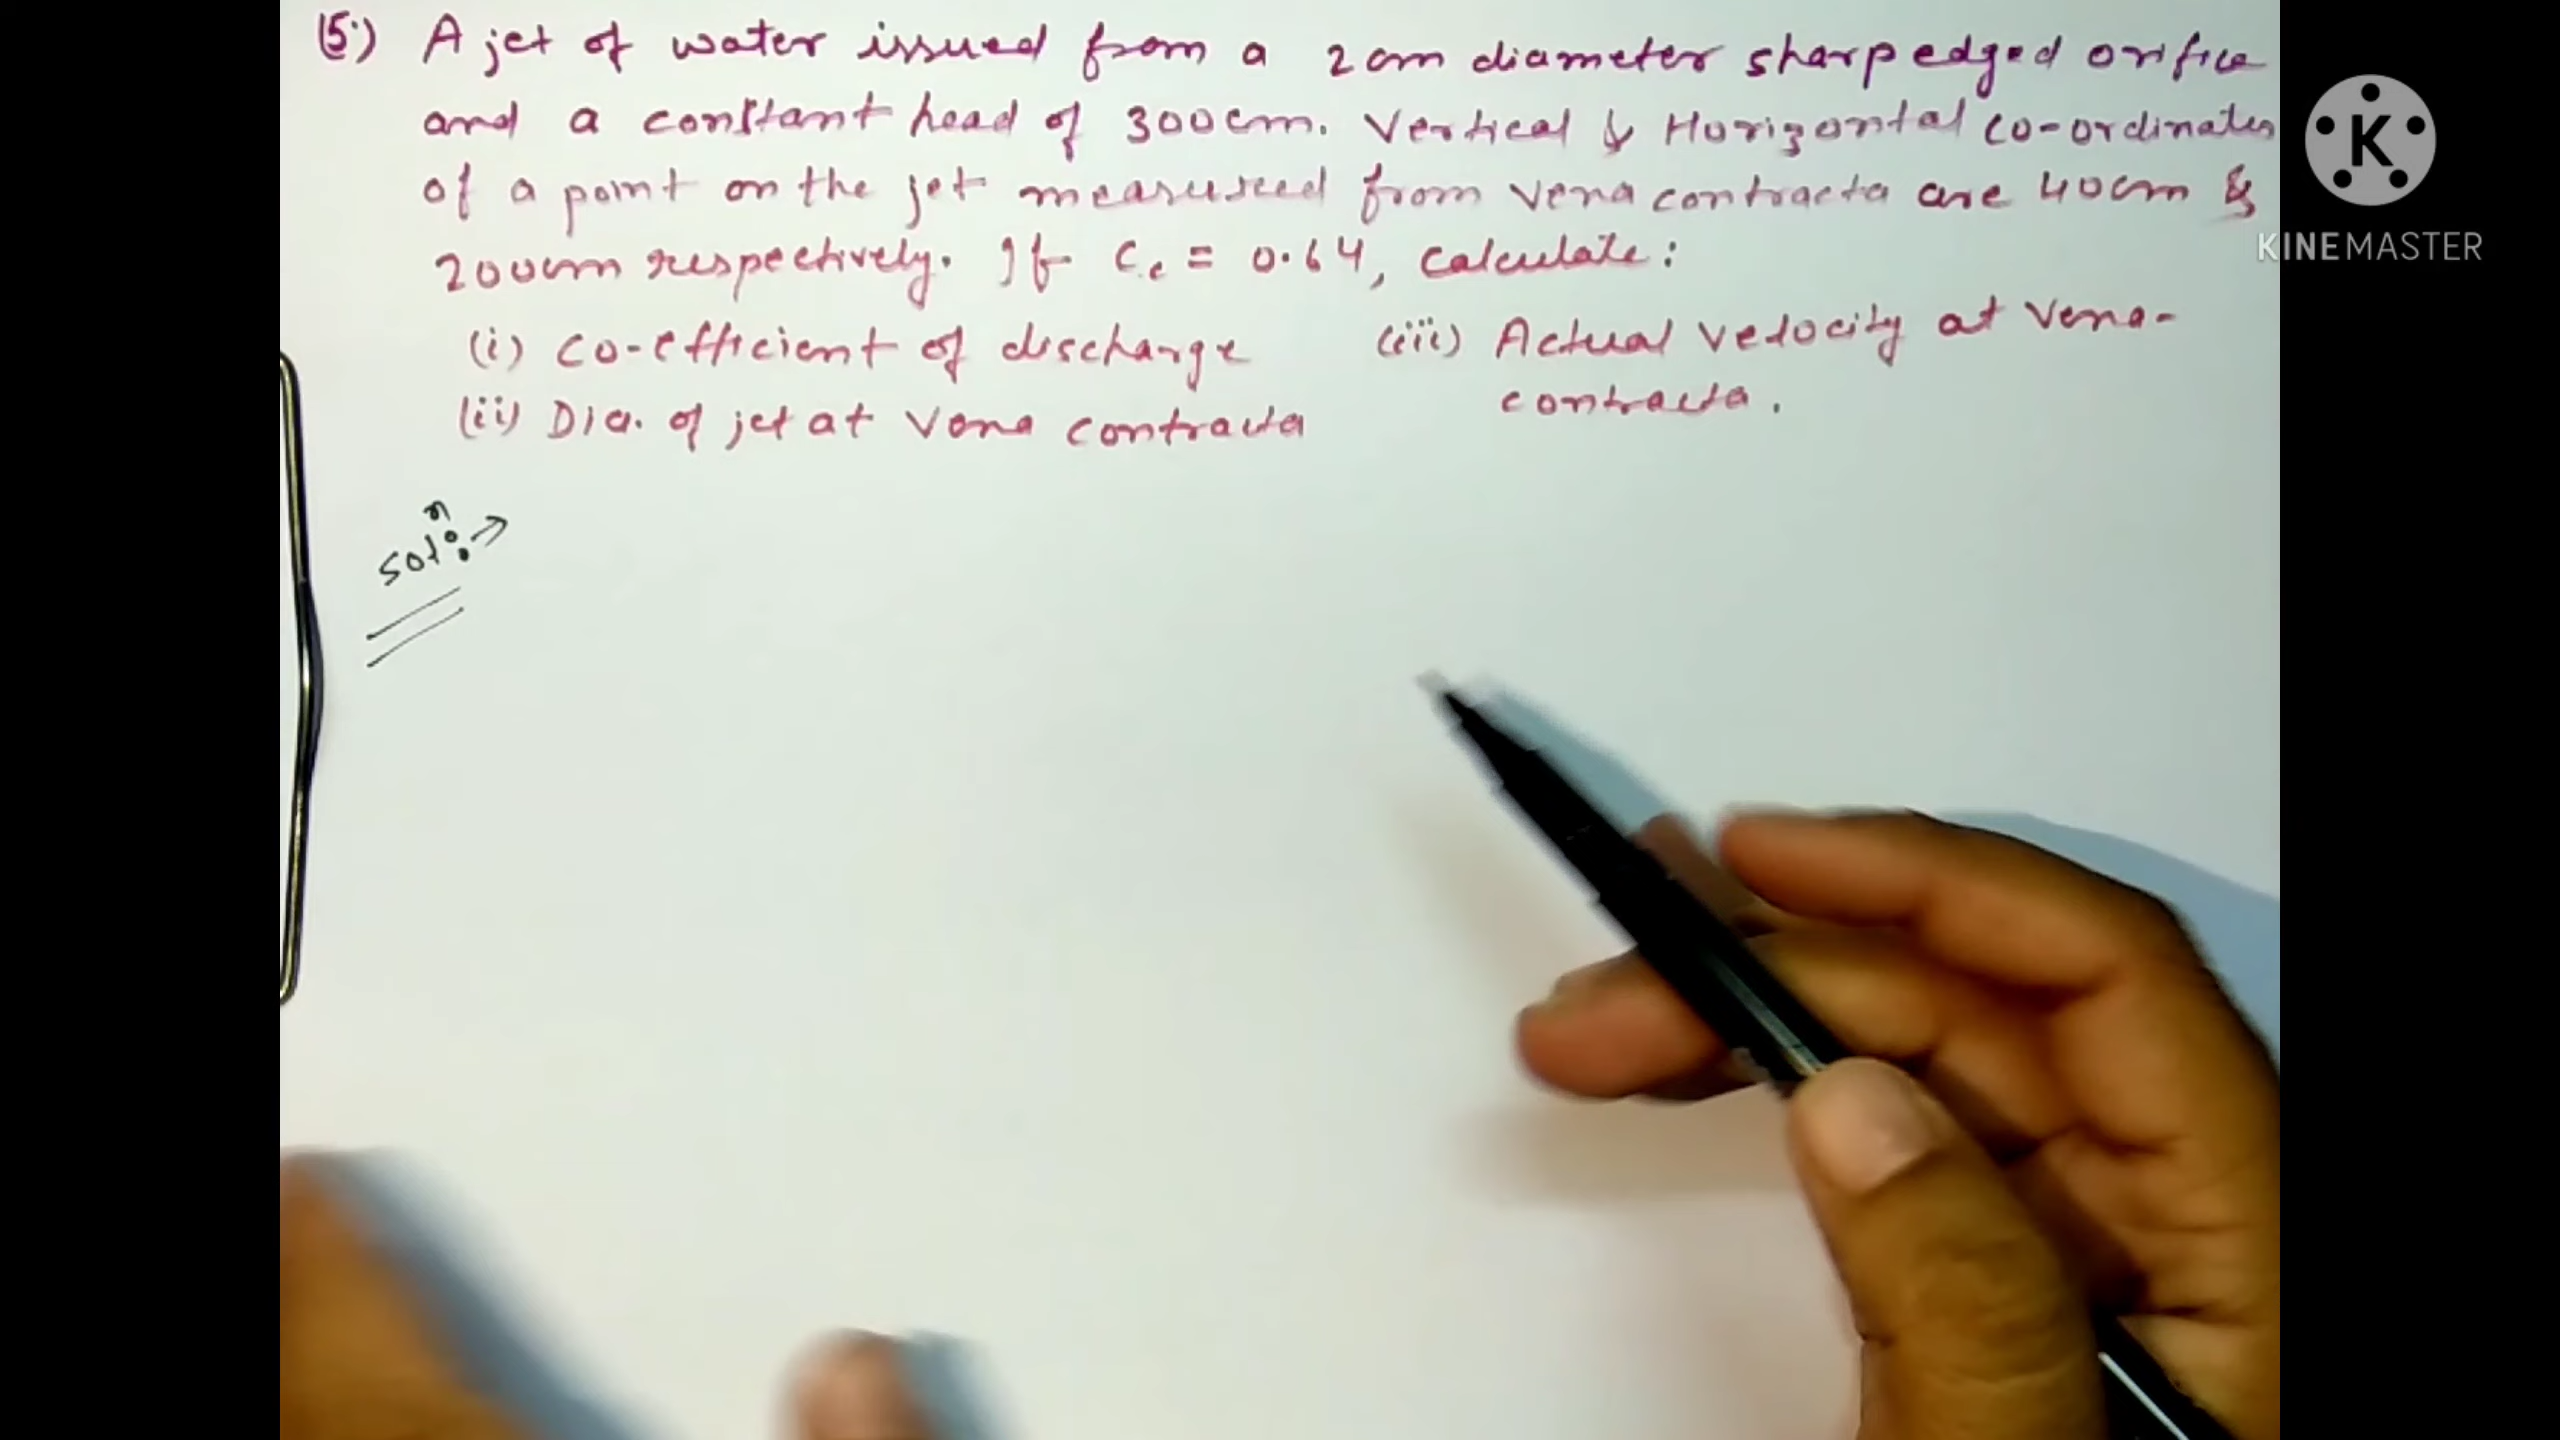 (5.) A jet of water issued from a 2cm diameter sharp edged orifice
and a constant head of 300cm. Vertical & Horizontal co-ordinates
of a point on the jet measured from vena contracta are 40cm &
200cm respectively. If Cc = 0.64, calculate:
(i) co-efficient of discharge
(ii) Dia. of jet at Vena contracta
(iii) Actual velocity at vena-
contracta.
solⁿ: →
K
KINEMASTER